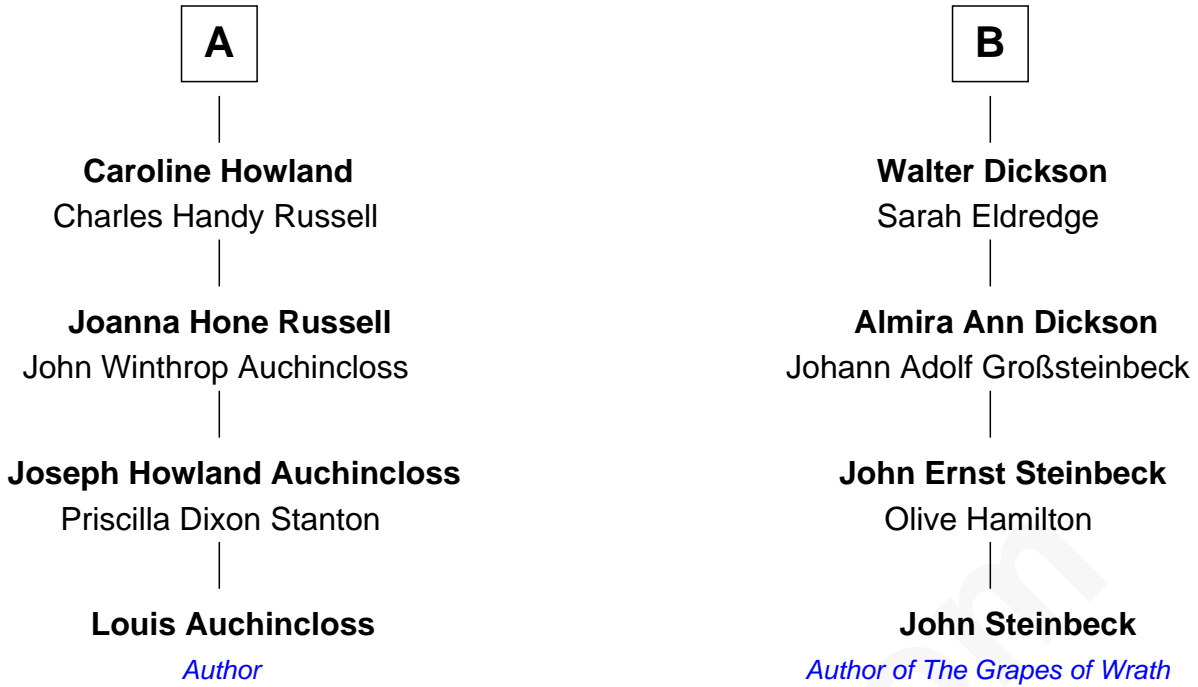 A
Caroline Howland
Charles Handy Russell
Joanna Hone Russell
John Winthrop Auchincloss
Joseph Howland Auchincloss
Priscilla Dixon Stanton
Louis Auchincloss
Author
B
Walter Dickson
Sarah Eldredge
Almira Ann Dickson
Johann Adolf Großsteinbeck
John Ernst Steinbeck
Olive Hamilton
John Steinbeck
Author of The Grapes of Wrath